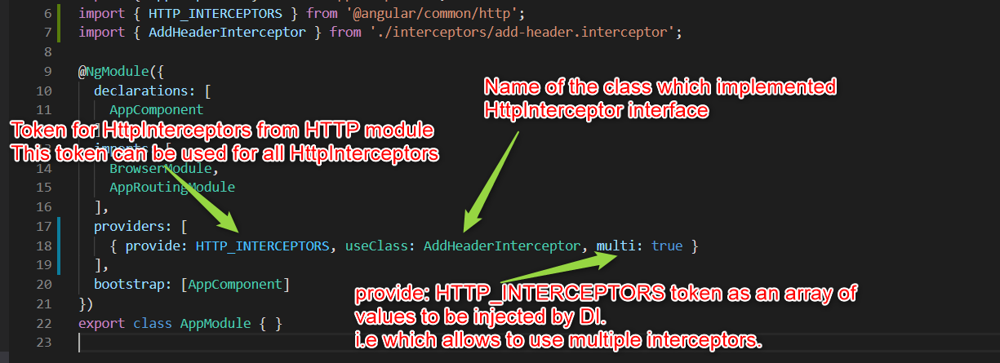 6 import { HTTP_INTERCEPTORS } from '@angular/common/http';
7 import { AddHeaderInterceptor } from './interceptors/add-header.interceptor';
8
9 @NgModule({
10 declarations: [
Name of the class which implemented
HttpInterceptor interface
11 AppComponent
Token for HttpInterceptors from HTTP module
This token can be used for all HttpInterceptors
14 BrowserModule,
15 AppRoutingModule
16 ],
17 providers: [
18 { provide: HTTP_INTERCEPTORS, useClass: AddHeaderInterceptor, multi: true }
19 ],
20 bootstrap: [AppComponent]
provide: HTTP_INTERCEPTORS token as an array of
values to be injected by DI.
i.e which allows to use multiple interceptors.
21 })
22 export class AppModule { }
23